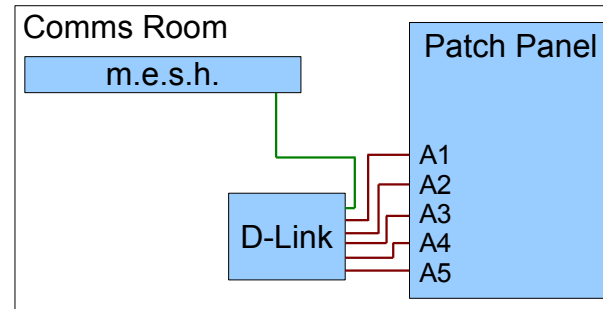 Comms Room
m.e.s.h.
Patch Panel
A1
A2
A3
A4
A5
D-Link